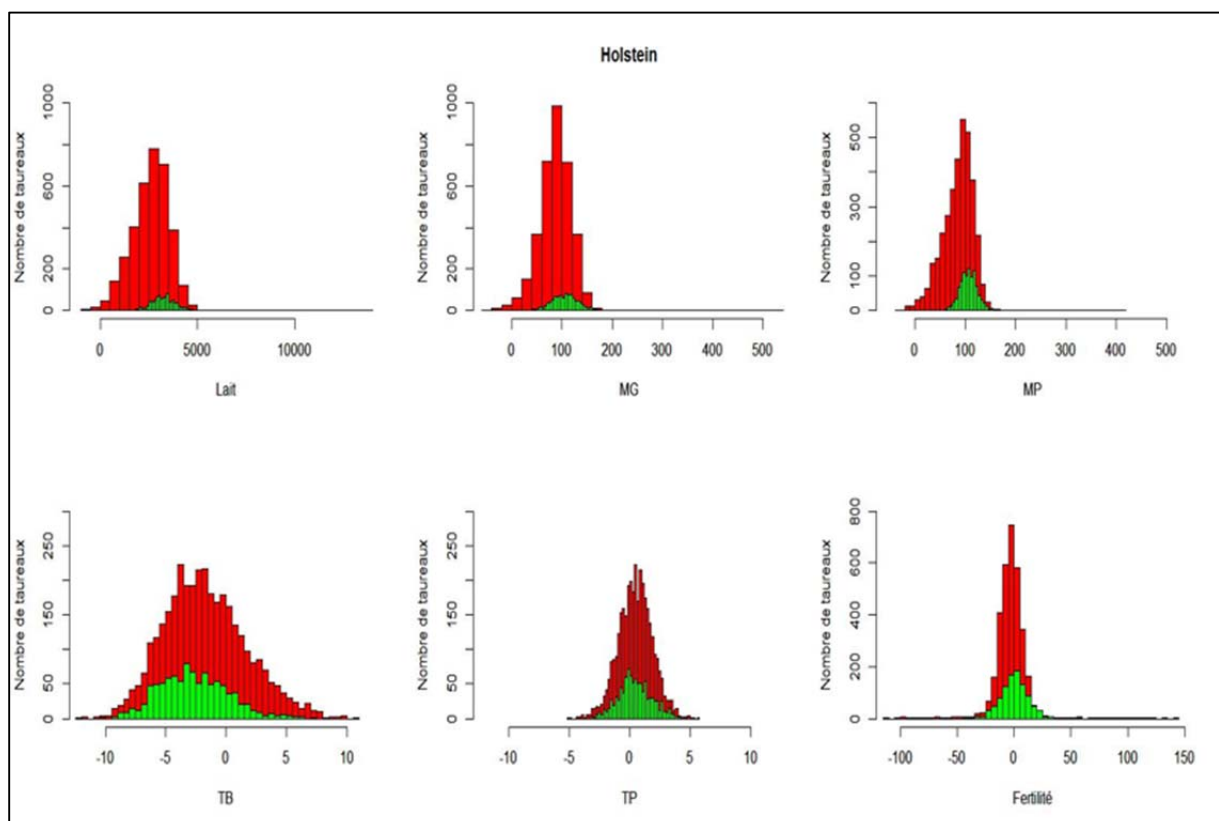 Holstein
Nombre de taureaux
0 200 600 1000
0 5000 10000
Lait
Nombre de taureaux
0 200 600 1000
0 100 200 300 400 500
MG
Nombre de taureaux
0 100 300 500
0 100 200 300 400 500
MP
Nombre de taureaux
0 50 150 250
-10 -5 0 5 10
TB
Nombre de taureaux
0 50 150 250
-10 -5 0 5 10
TP
Nombre de taureaux
0 200 400 600 800
-100 -50 0 50 100 150
Fertilité